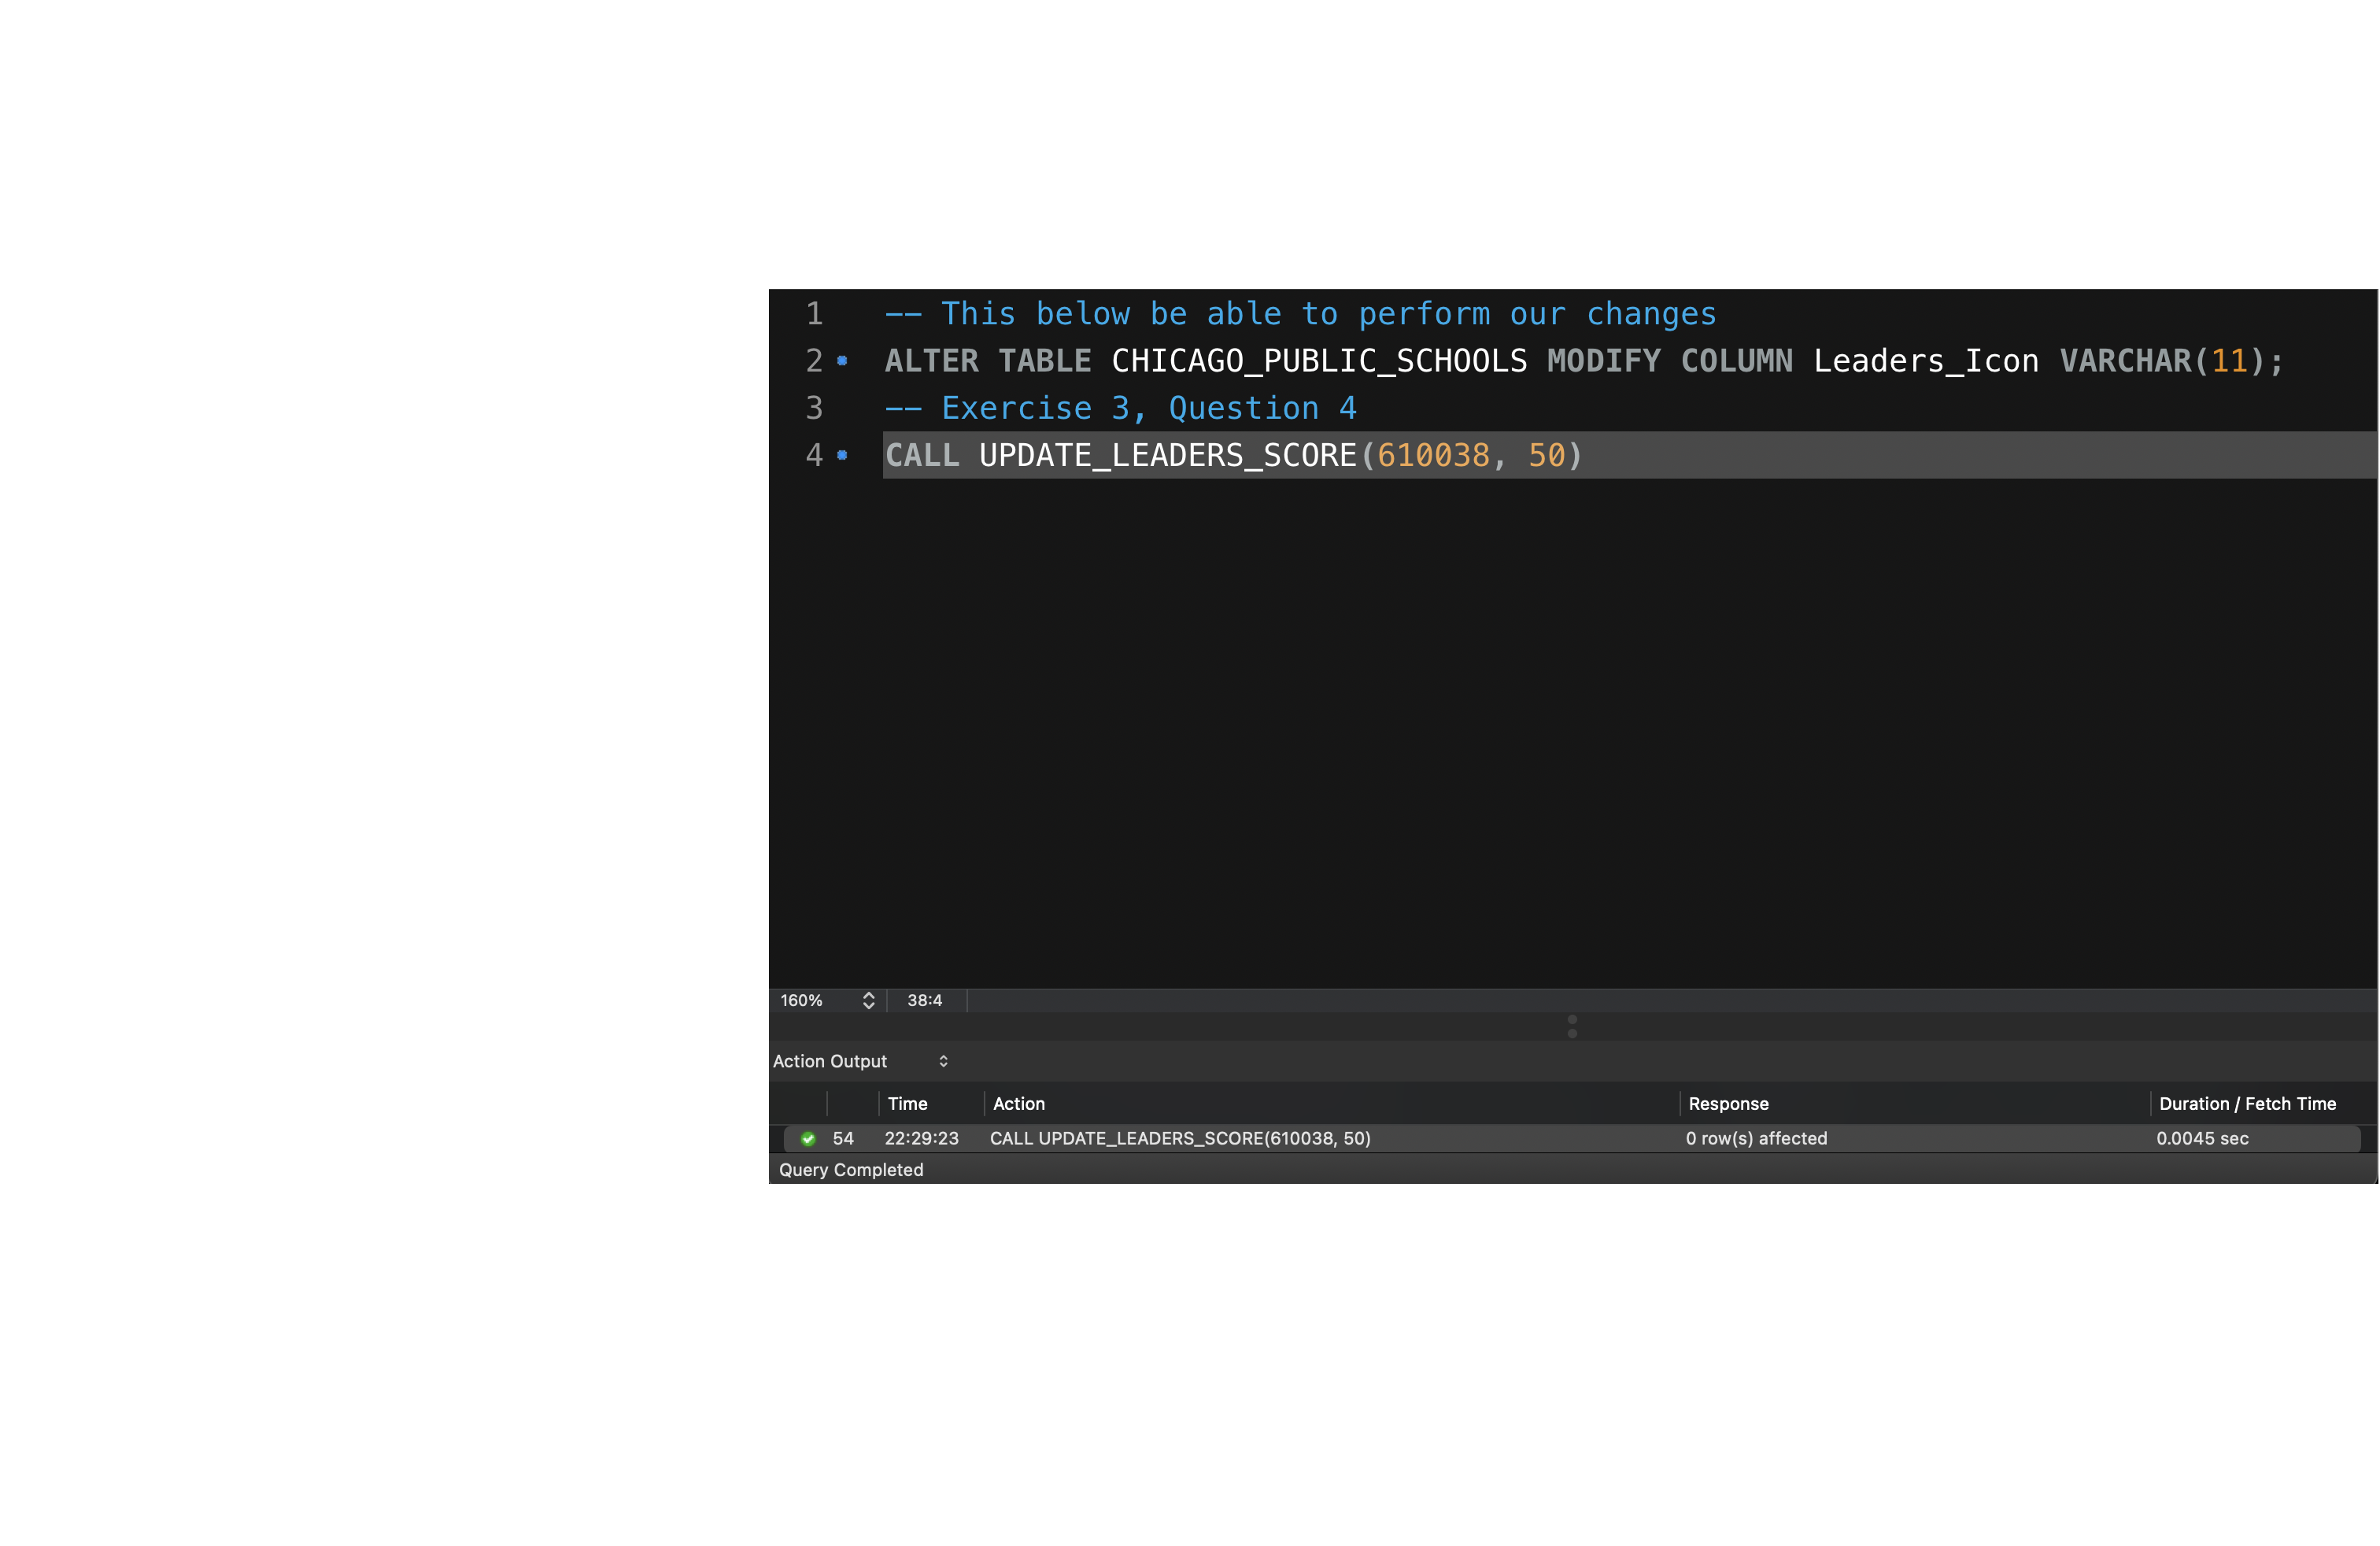 1 -- This below be able to perform our changes
2 ALTER TABLE CHICAGO_PUBLIC_SCHOOLS MODIFY COLUMN Leaders_Icon VARCHAR(11);
3 -- Exercise 3, Question 4
4 CALL UPDATE_LEADERS_SCORE(610038, 50)
160% 38:4
Action Output
Time Action Response Duration / Fetch Time
54 22:29:23 CALL UPDATE_LEADERS_SCORE(610038, 50) 0 row(s) affected 0.0045 sec
Query Completed